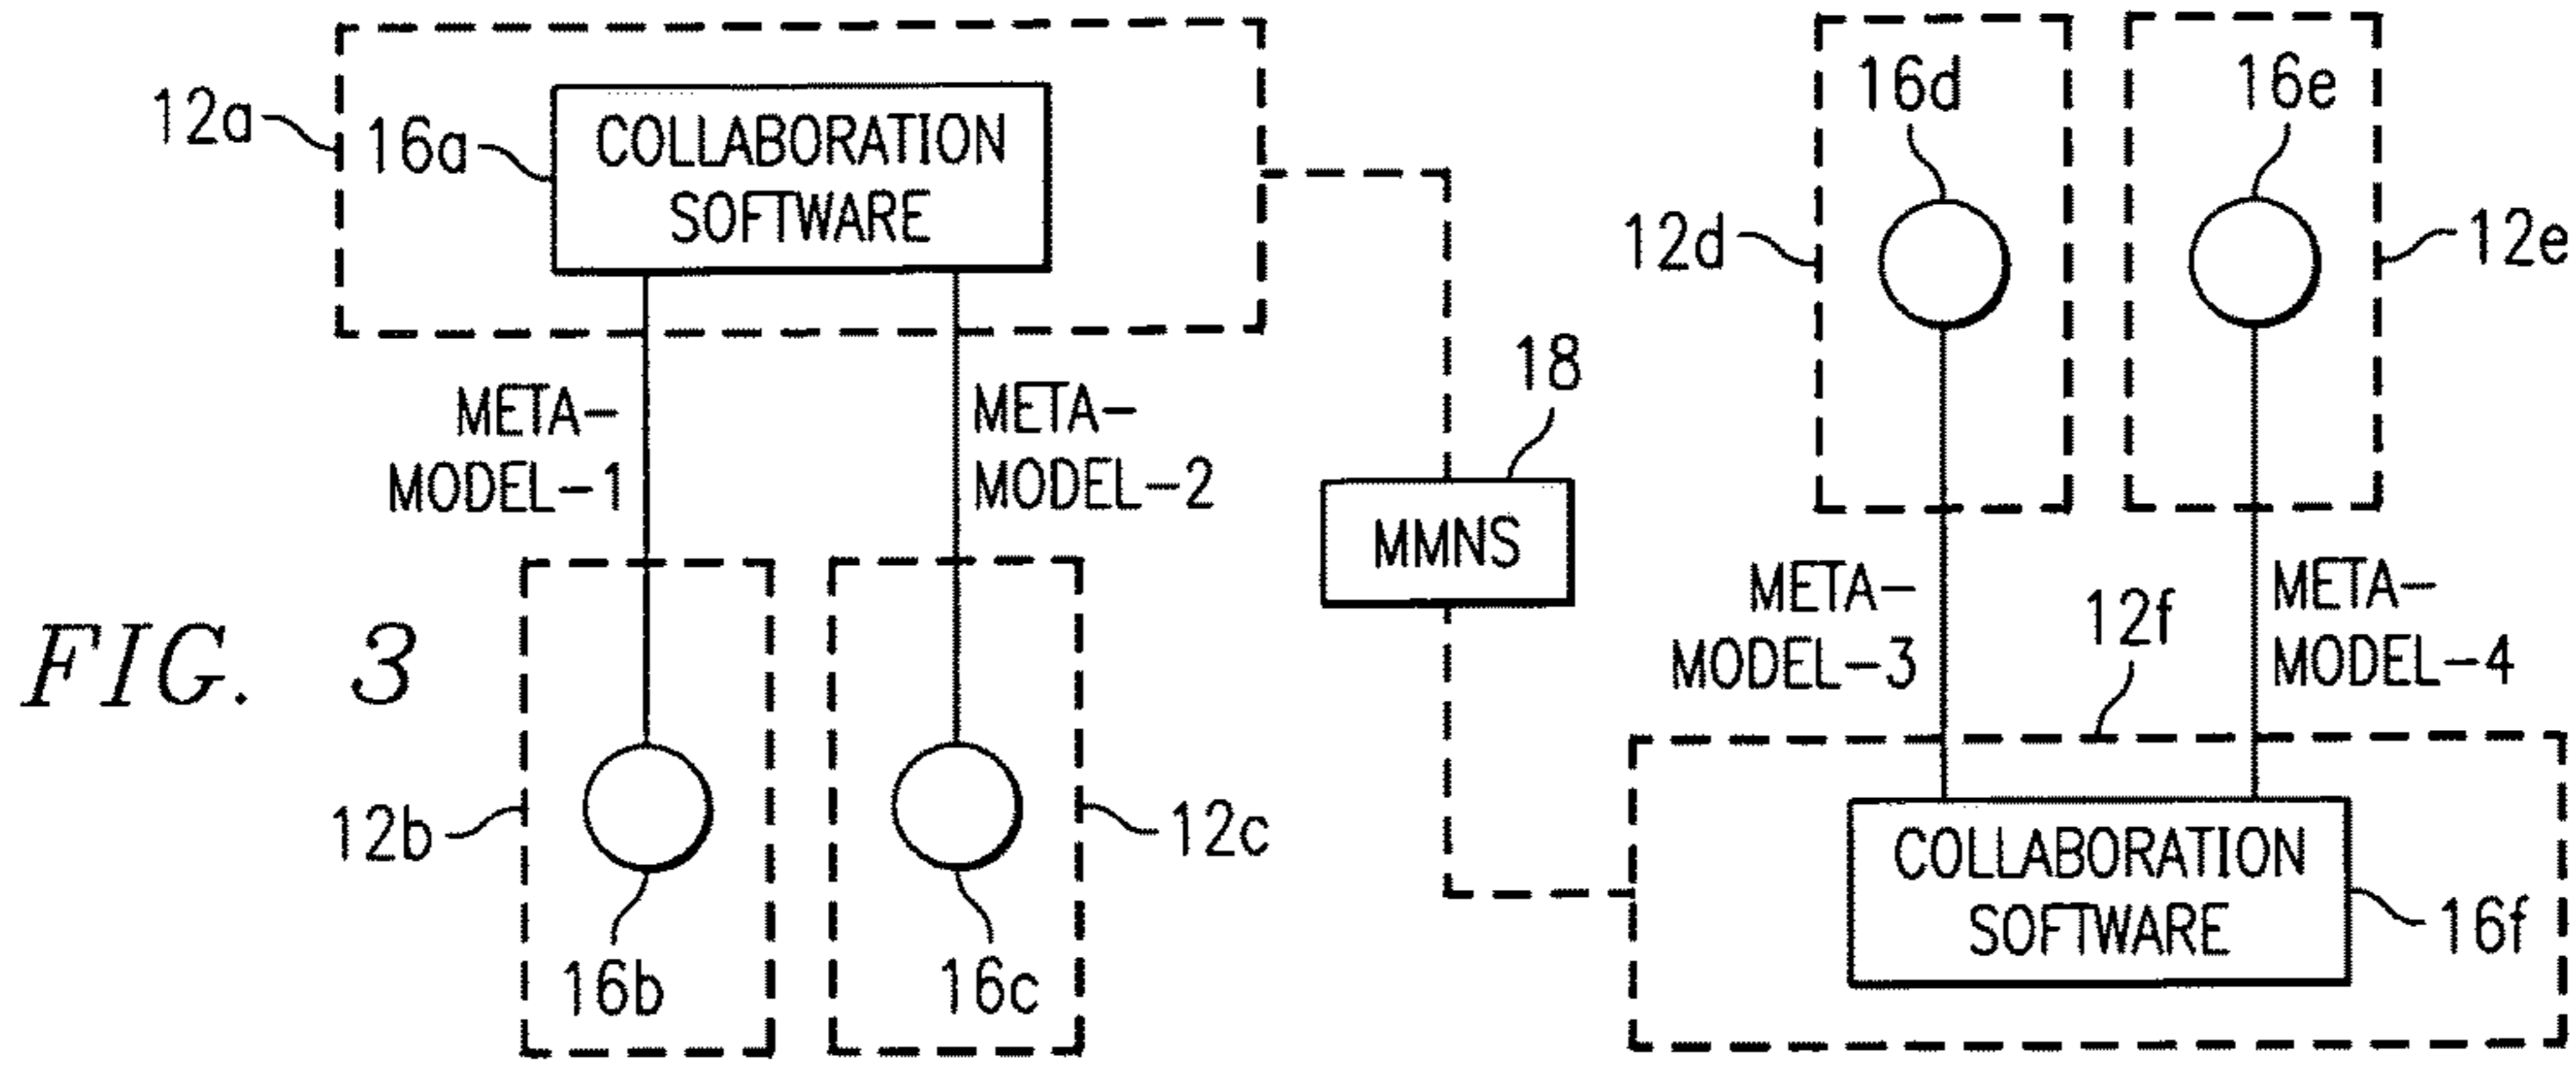 12a
16a
COLLABORATION
SOFTWARE
META-
MODEL-1
META-
MODEL-2
12b
16b
12c
16c
18
MMNS
16d
16e
12d
12e
META-
MODEL-3
META-
MODEL-4
12f
COLLABORATION
SOFTWARE
16f
FIG. 3